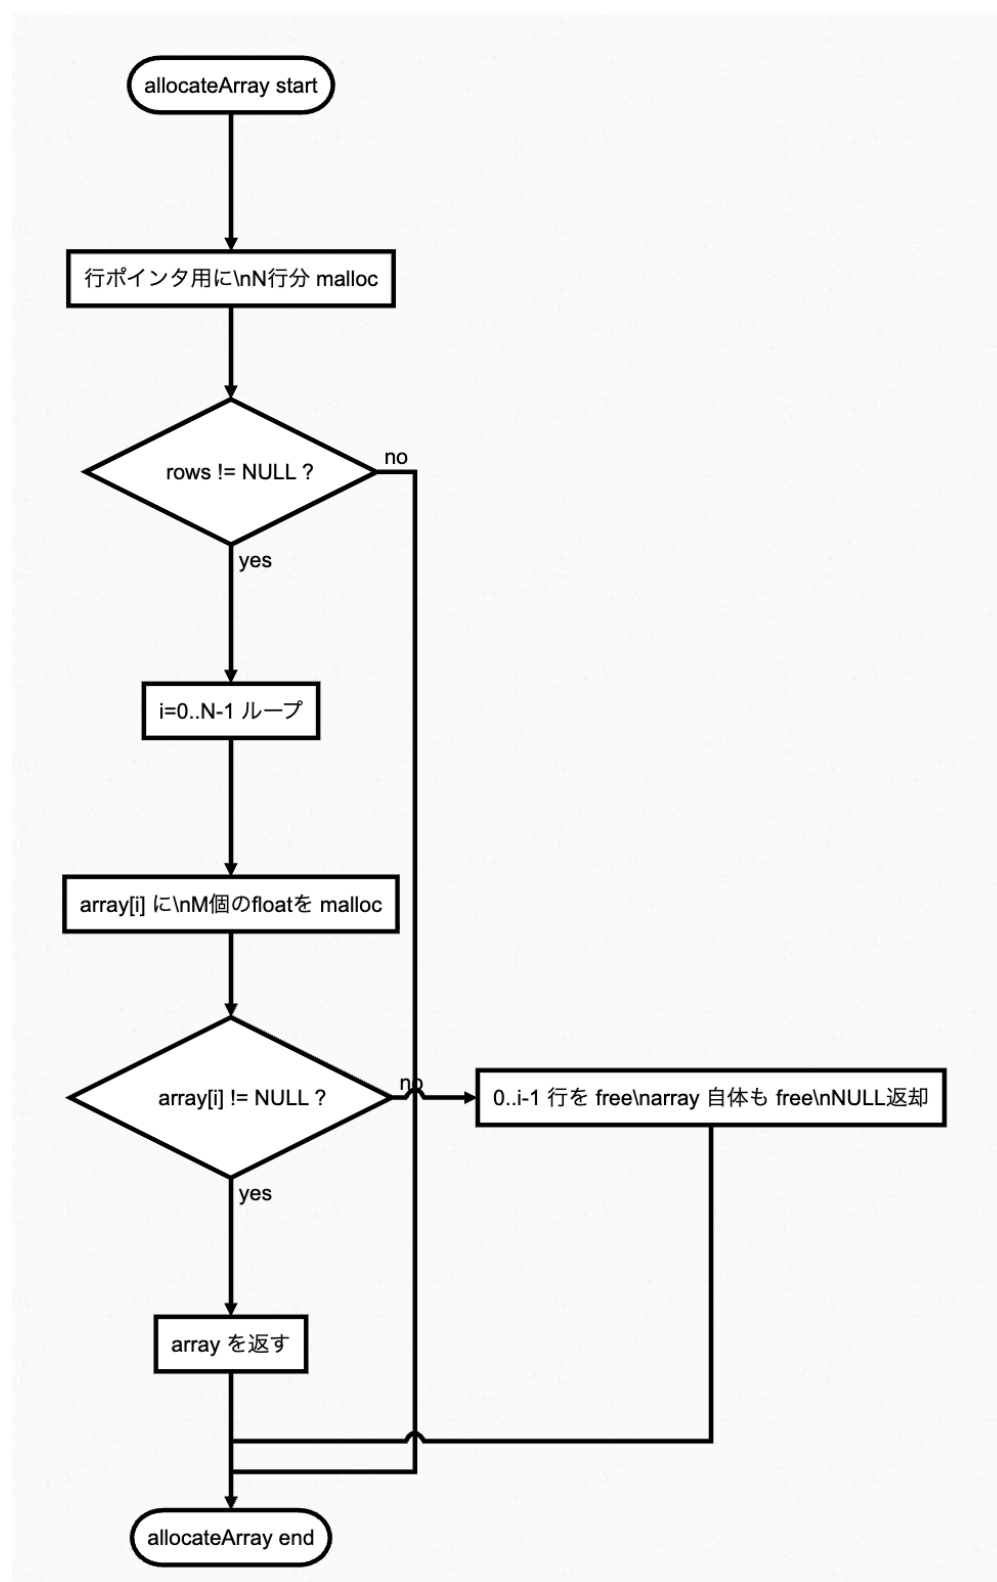 allocateArray start
行ポインタ用に\nN行分 malloc
rows != NULL ?
no
yes
i=0..N-1 ループ
array[i] に\nM個のfloatを malloc
array[i] != NULL ?
no
0..i-1 行を free\narray 自体も free\nNULL返却
yes
array を返す
allocateArray end